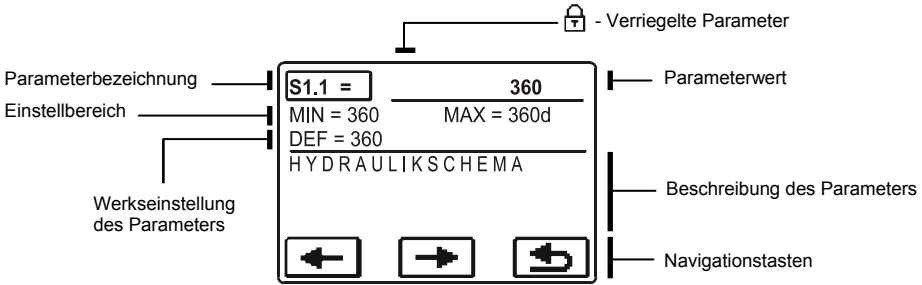 - Verriegelte Parameter
Parameterbezeichnung
S1.1 =
360
Parameterwert
Einstellbereich
MIN = 360
MAX = 360d
DEF = 360
HYDRAULIKSCHEMA
Werkseinstellung
des Parameters
Beschreibung des Parameters
Navigationstasten